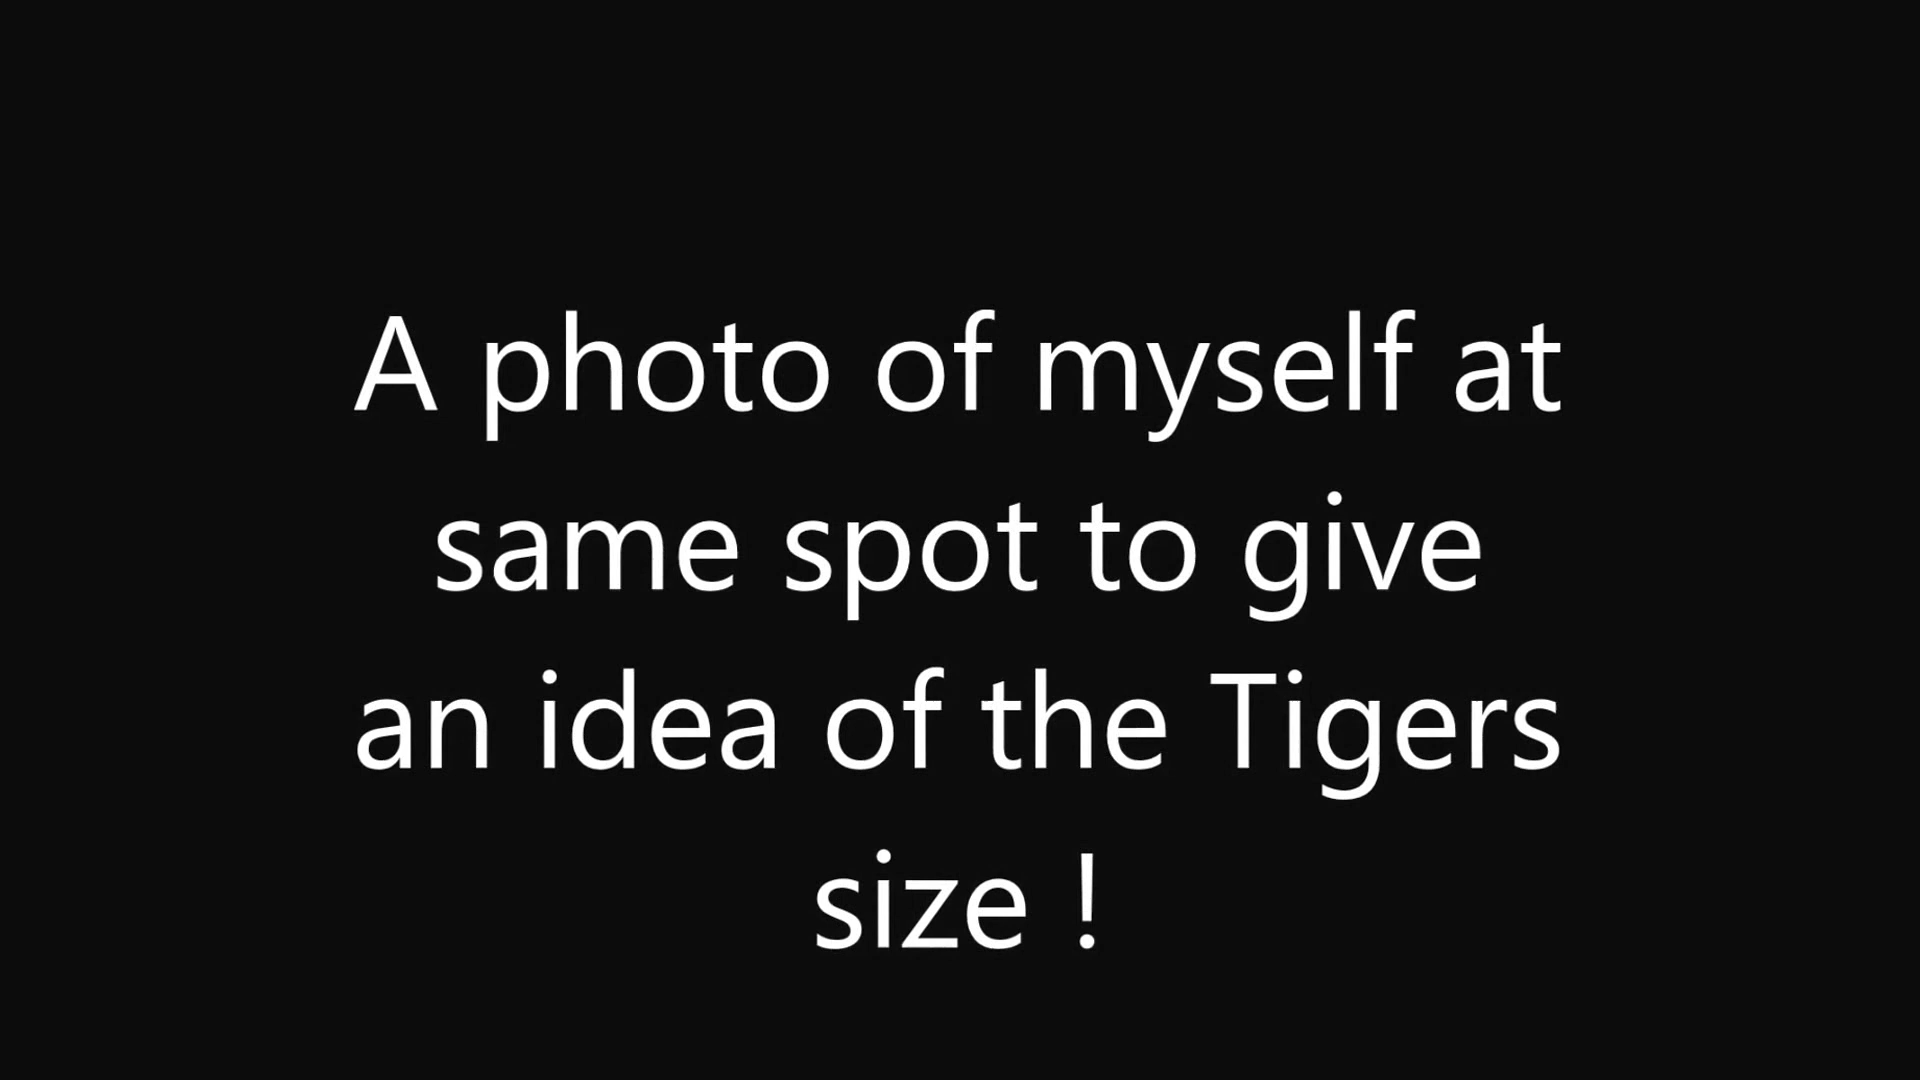 A photo of myself at
same spot to give
an idea of the Tigers
size !